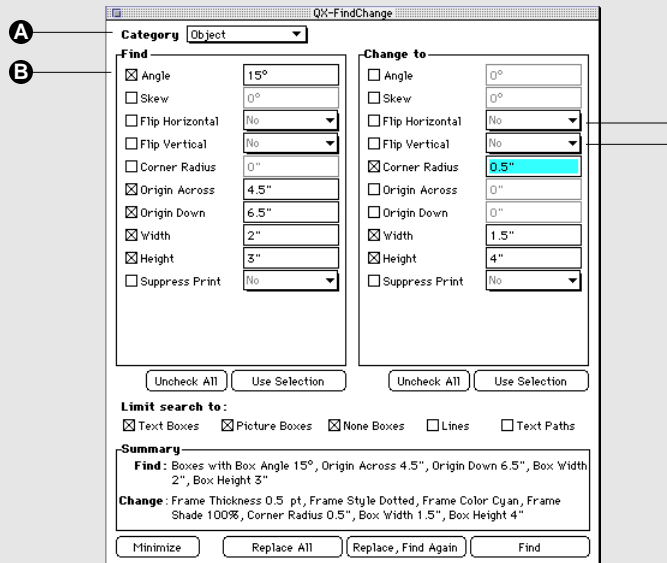 QX-FindChange
A
Category Object
B
Find
Angle 15°
Skew 0°
Flip Horizontal No
Flip Vertical No
Corner Radius 0"
Origin Across 4.5"
Origin Down 6.5"
Width 2"
Height 3"
Suppress Print No
Change to
Angle 0°
Skew 0°
Flip Horizontal No
Flip Vertical No
Corner Radius 0.5"
Origin Across 0"
Origin Down 0"
Width 1.5"
Height 4"
Suppress Print No
Uncheck All Use Selection Uncheck All Use Selection
Limit search to:
Text Boxes Picture Boxes None Boxes Lines Text Paths
Summary
Find: Boxes with Box Angle 15°, Origin Across 4.5", Origin Down 6.5", Box Width
2", Box Height 3"
Change: Frame Thickness 0.5 pt, Frame Style Dotted, Frame Color Cyan, Frame
Shade 100%, Corner Radius 0.5", Box Width 1.5", Box Height 4"
Minimize Replace All Replace, Find Again Find